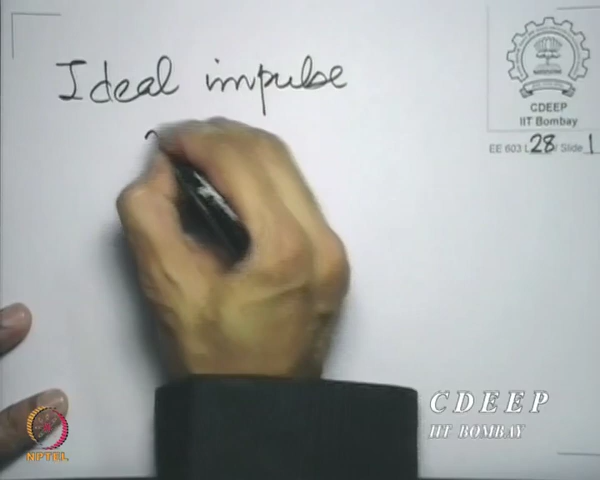 Ideal impulse
CDEEP
IIT Bombay
EE 603 L 28 / Slide 1
CDEEP
IIT BOMBAY
NPTEL